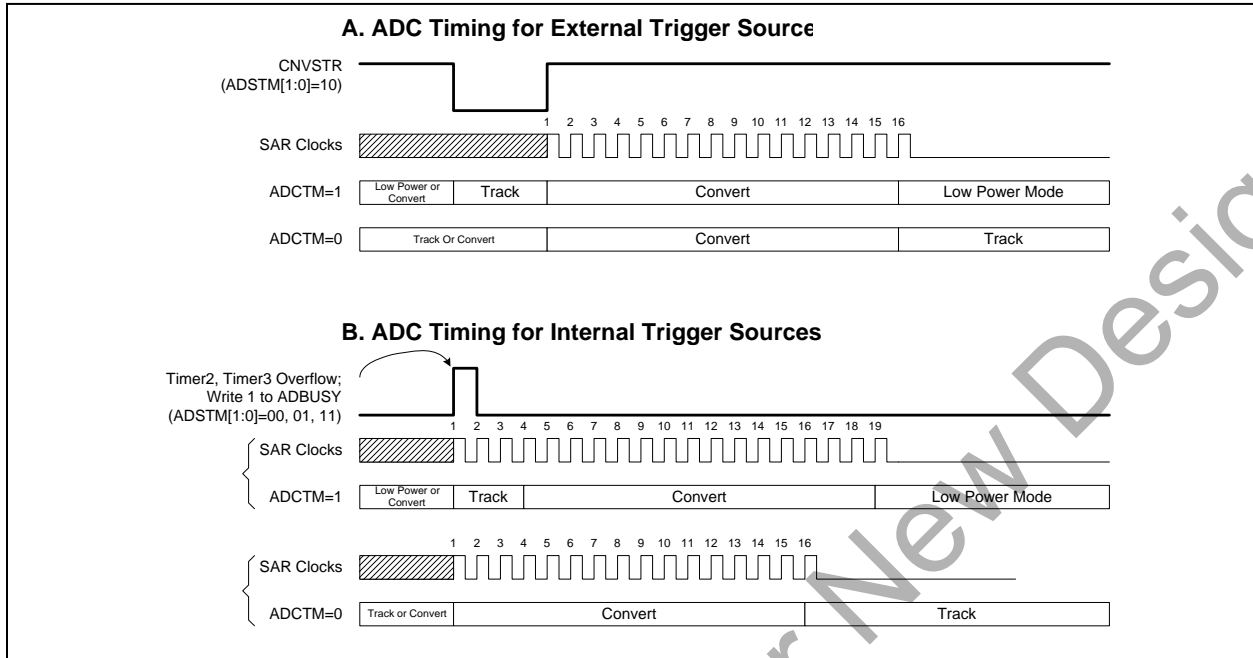 A. ADC Timing for External Trigger Source
CNVSTR
(ADSTM[1:0]=10)
1 2 3 4 5 6 7 8 9 10 11 12 13 14 15 16
SAR Clocks
ADCTM=1
Low Power or
Convert
Track
Convert
Low Power Mode
ADCTM=0
Track Or Convert
Convert
Track
B. ADC Timing for Internal Trigger Sources
Timer2, Timer3 Overflow;
Write 1 to ADBUSY
(ADSTM[1:0]=00, 01, 11)
1 2 3 4 5 6 7 8 9 10 11 12 13 14 15 16 17 18 19
SAR Clocks
ADCTM=1
Low Power or
Convert
Track
Convert
Low Power Mode
1 2 3 4 5 6 7 8 9 10 11 12 13 14 15 16
SAR Clocks
ADCTM=0
Track or Convert
Convert
Track
r New Desig